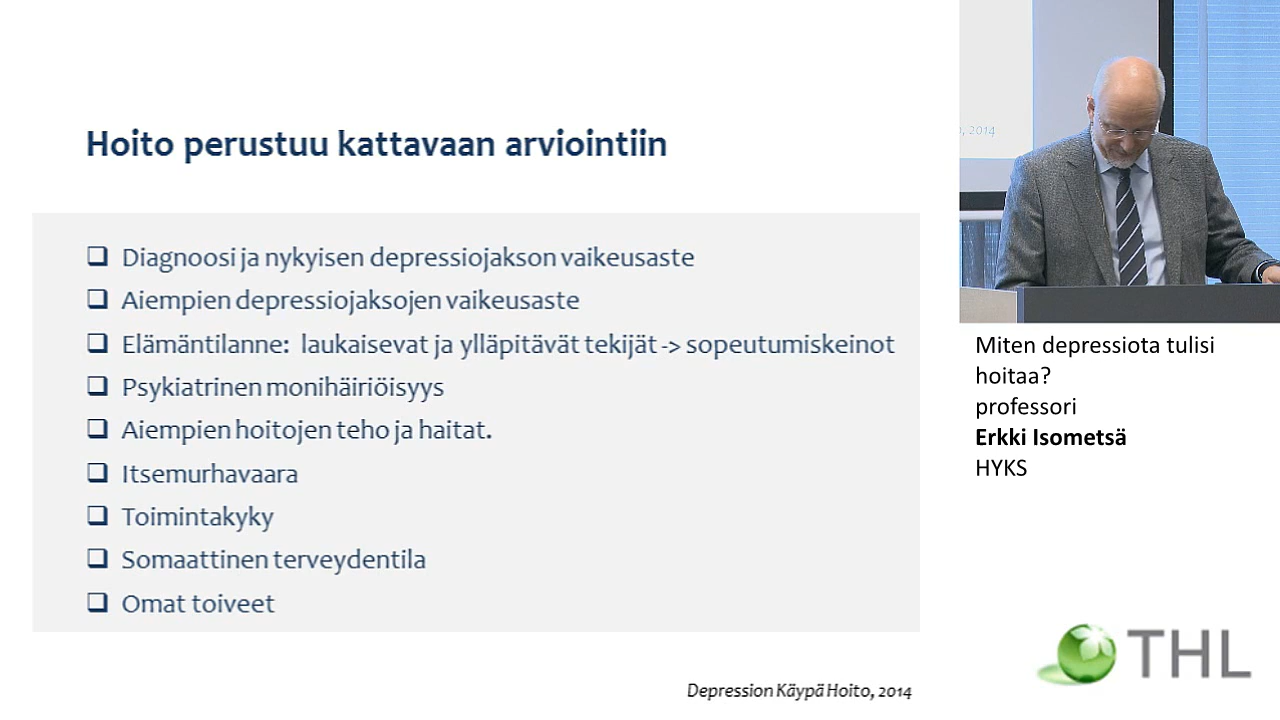 Hoito perustuu kattavaan arviointiin
Diagnoosi ja nykyisen depressiojakson vaikeusaste
Aiempien depressiojaksojen vaikeusaste
Elämäntilanne: laukaisevat ja ylläpitävät tekijät -> sopeutumiskeinot
Psykiatrinen monihäiriöisyys
Aiempien hoitojen teho ja haitat.
Itsemurhavaara
Toimintakyky
Somaattinen terveydentila
Omat toiveet
Depression Käypä Hoito, 2014
, 2014
Miten depressiota tulisi
hoitaa?
professori
Erkki Isometsä
HYKS
THL